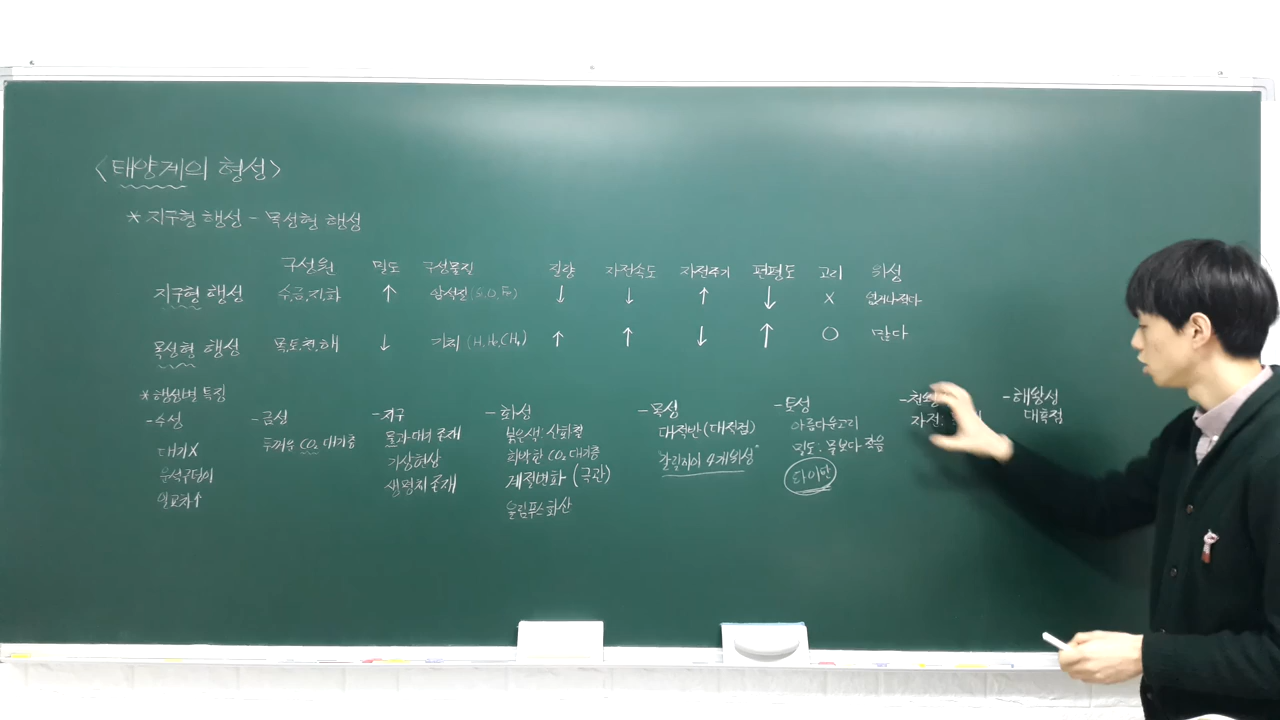 <태양계의 형성>
* 지구형 행성 - 목성형 행성
구성원 밀도 구성물질 질량 자전속도 자전주기 편평도 고리 위성
지구형 행성 수,금,지,화 ↑ 암석질(Si,O,Fe) ↓ ↓ ↑ ↓ X 없거나 적다
목성형 행성 목,토,천,해 ↓ 기체 (H, He, CH₄) ↑ ↑ ↓ ↑ ○ 많다
* 행성별 특징
- 수성
대기 X
운석구덩이
일교차↑
- 금성
두꺼운 CO₂ 대기층
- 지구
물과 대기 존재
기상현상
생명체 존재
- 화성
붉은색: 산화철
희박한 CO₂ 대기층
계절변화 (극관)
올림푸스 화산
- 목성
대적반 (대적점)
"갈릴레이 4개 위성"
- 토성
아름다운 고리
밀도: 물보다 작음
타이탄
- 천왕
자전:
- 해왕성
대흑점